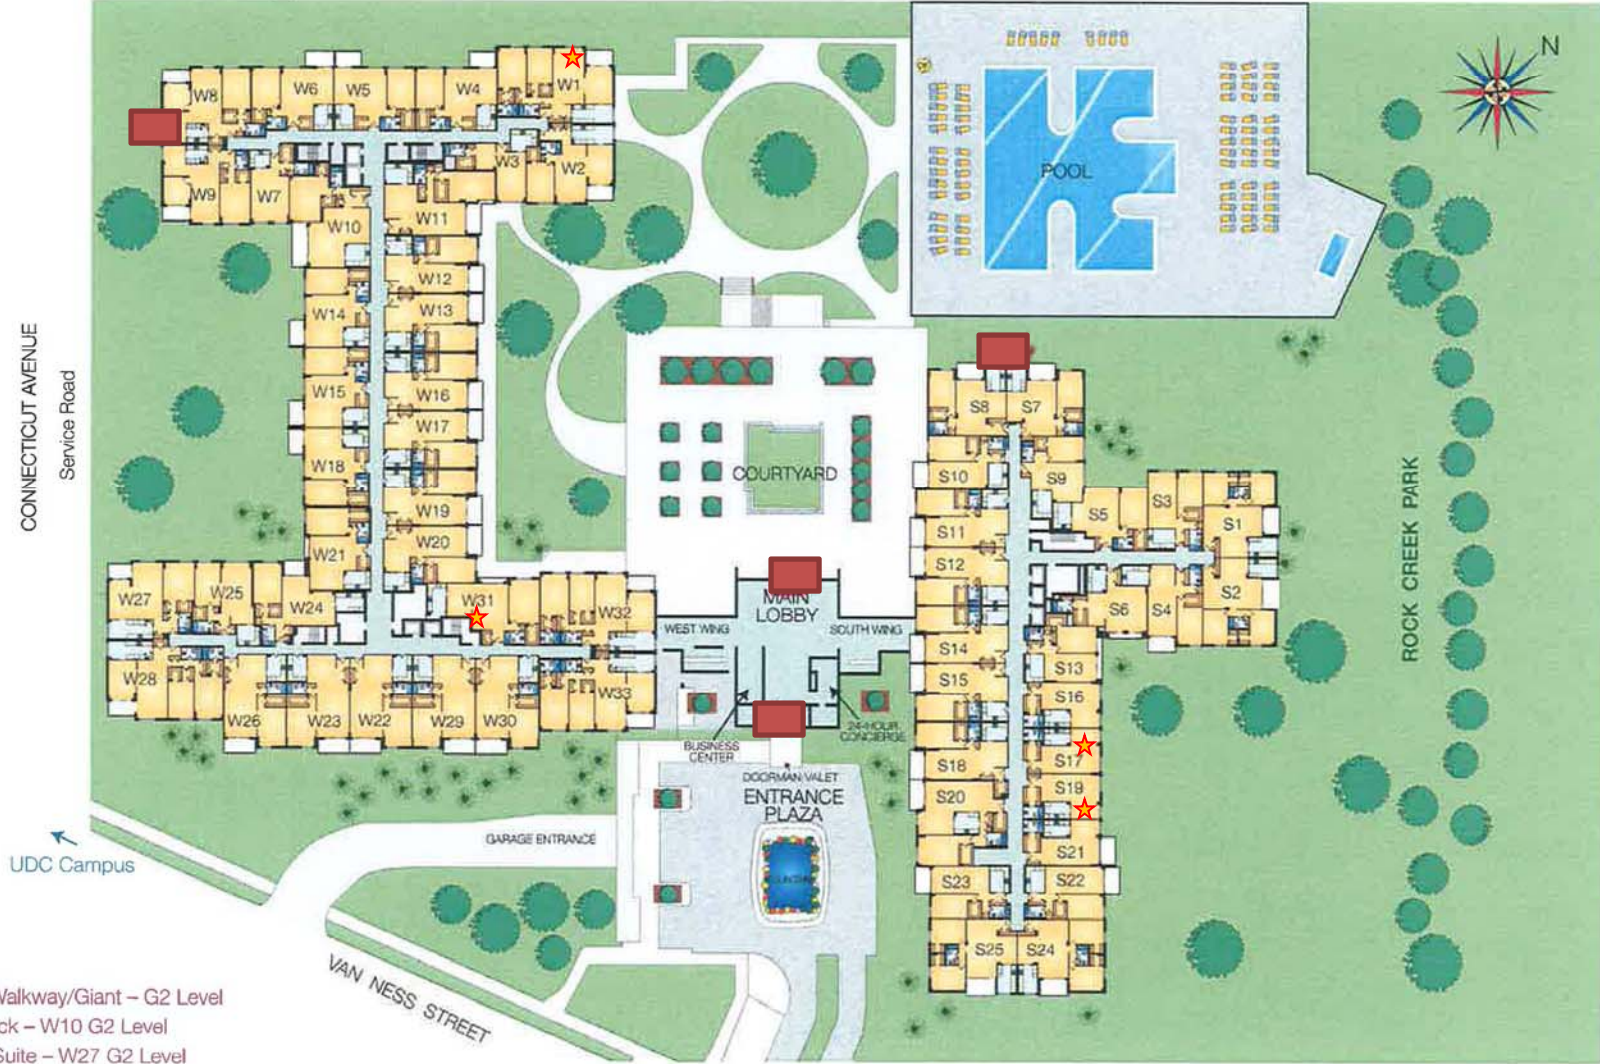 N
W8
W6
W5
W4
W1
W9
W7
W3
W2
W10
W11
W12
W14
W13
W15
W16
W17
W18
W19
W21
W20
W27
W25
W24
W31
W32
W28
W26
W23
W22
W29
W30
W33
POOL
COURTYARD
MAIN
LOBBY
WEST WING
SOUTH WING
BUSINESS
CENTER
24-HOUR
CONCIERGE
DOORMAN/VALET
ENTRANCE
PLAZA
GARAGE ENTRANCE
S8
S7
S10
S9
S5
S3
S1
S11
S12
S6
S4
S2
S14
S13
S15
S16
S18
S17
S20
S19
S21
S23
S22
S25
S24
CONNECTICUT AVENUE
Service Road
ROCK CREEK PARK
UDC Campus
VAN NESS STREET
Walkway/Giant – G2 Level
ck – W10 G2 Level
Suite – W27 G2 Level